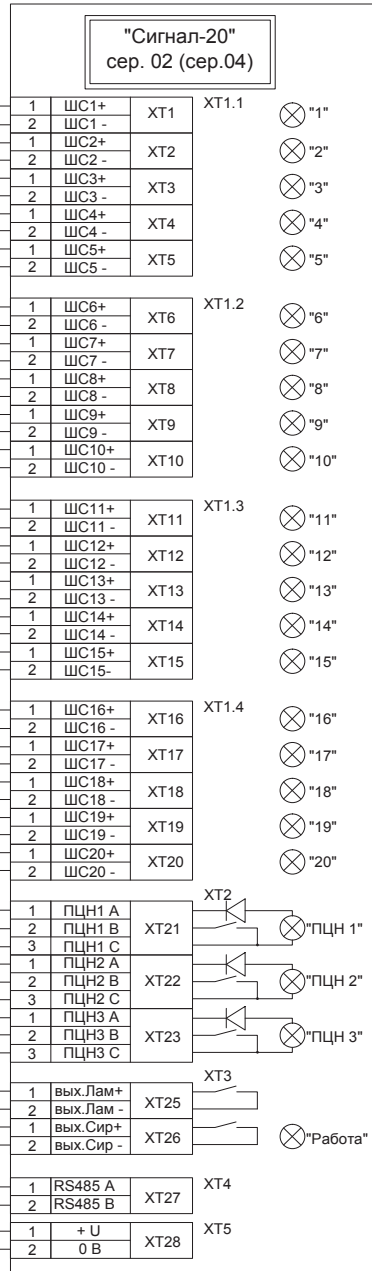 "Сигнал-20"
сер. 02 (сер.04)
1 ШС1+ XT1 XT1.1 "1"
2 ШС1 -
1 ШС2+ XT2 "2"
2 ШС2 -
1 ШС3+ XT3 "3"
2 ШС3 -
1 ШС4+ XT4 "4"
2 ШС4 -
1 ШС5+ XT5 "5"
2 ШС5 -
1 ШС6+ XT6 XT1.2 "6"
2 ШС6 -
1 ШС7+ XT7 "7"
2 ШС7 -
1 ШС8+ XT8 "8"
2 ШС8 -
1 ШС9+ XT9 "9"
2 ШС9 -
1 ШС10+ XT10 "10"
2 ШС10 -
1 ШС11+ XT11 XT1.3 "11"
2 ШС11 -
1 ШС12+ XT12 "12"
2 ШС12 -
1 ШС13+ XT13 "13"
2 ШС13 -
1 ШС14+ XT14 "14"
2 ШС14 -
1 ШС15+ XT15 "15"
2 ШС15-
1 ШС16+ XT16 XT1.4 "16"
2 ШС16 -
1 ШС17+ XT17 "17"
2 ШС17 -
1 ШС18+ XT18 "18"
2 ШС18 -
1 ШС19+ XT19 "19"
2 ШС19 -
1 ШС20+ XT20 "20"
2 ШС20 -
XT2
1 ПЦН1 А
2 ПЦН1 В XT21 "ПЦН 1"
3 ПЦН1 С
1 ПЦН2 А
2 ПЦН2 В XT22 "ПЦН 2"
3 ПЦН2 С
1 ПЦН3 А
2 ПЦН3 В XT23 "ПЦН 3"
3 ПЦН3 С
XT3
1 вых.Лам+ XT25
2 вых.Лам -
1 вых.Сир+ XT26 "Работа"
2 вых.Сир -
1 RS485 A XT27 XT4
2 RS485 B
1 + U XT28 XT5
2 0 В